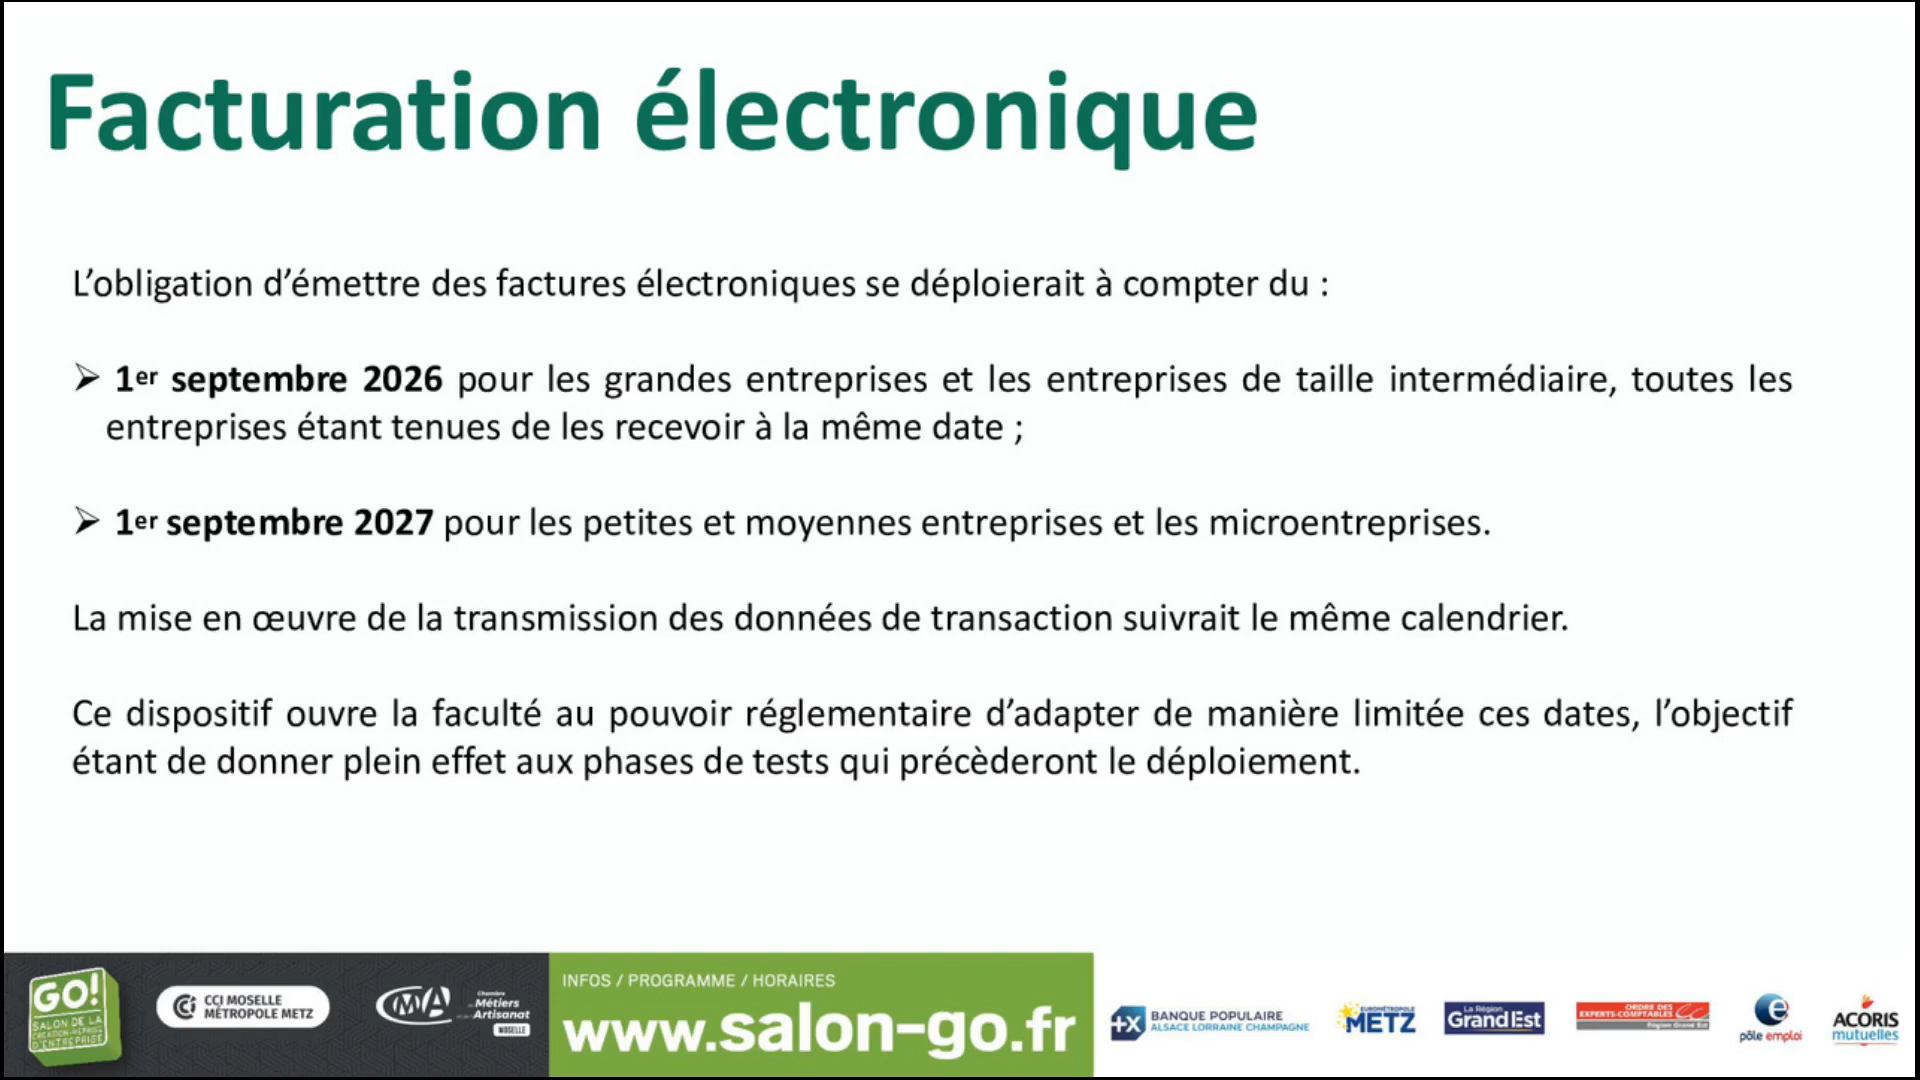 Facturation électronique
L’obligation d’émettre des factures électroniques se déploierait à compter du :
➢ 1er septembre 2026 pour les grandes entreprises et les entreprises de taille intermédiaire, toutes les
entreprises étant tenues de les recevoir à la même date ;
➢ 1er septembre 2027 pour les petites et moyennes entreprises et les microentreprises.
La mise en œuvre de la transmission des données de transaction suivrait le même calendrier.
Ce dispositif ouvre la faculté au pouvoir réglementaire d’adapter de manière limitée ces dates, l’objectif
étant de donner plein effet aux phases de tests qui précèderont le déploiement.
GO!
SALON DE LA
CRÉATION-REPRISE
D'ENTREPRISE
CCI MOSELLE
MÉTROPOLE METZ
CMA
Chambre
de Métiers
et de l'Artisanat
MOSELLE
INFOS / PROGRAMME / HORAIRES
www.salon-go.fr
BANQUE POPULAIRE
ALSACE LORRAINE CHAMPAGNE
EUROMÉTROPOLE
METZ
La Région
GrandEst
ORDRE DES
EXPERTS-COMPTABLES
Région Grand Est
pôle emploi
ACORIS
mutuelles